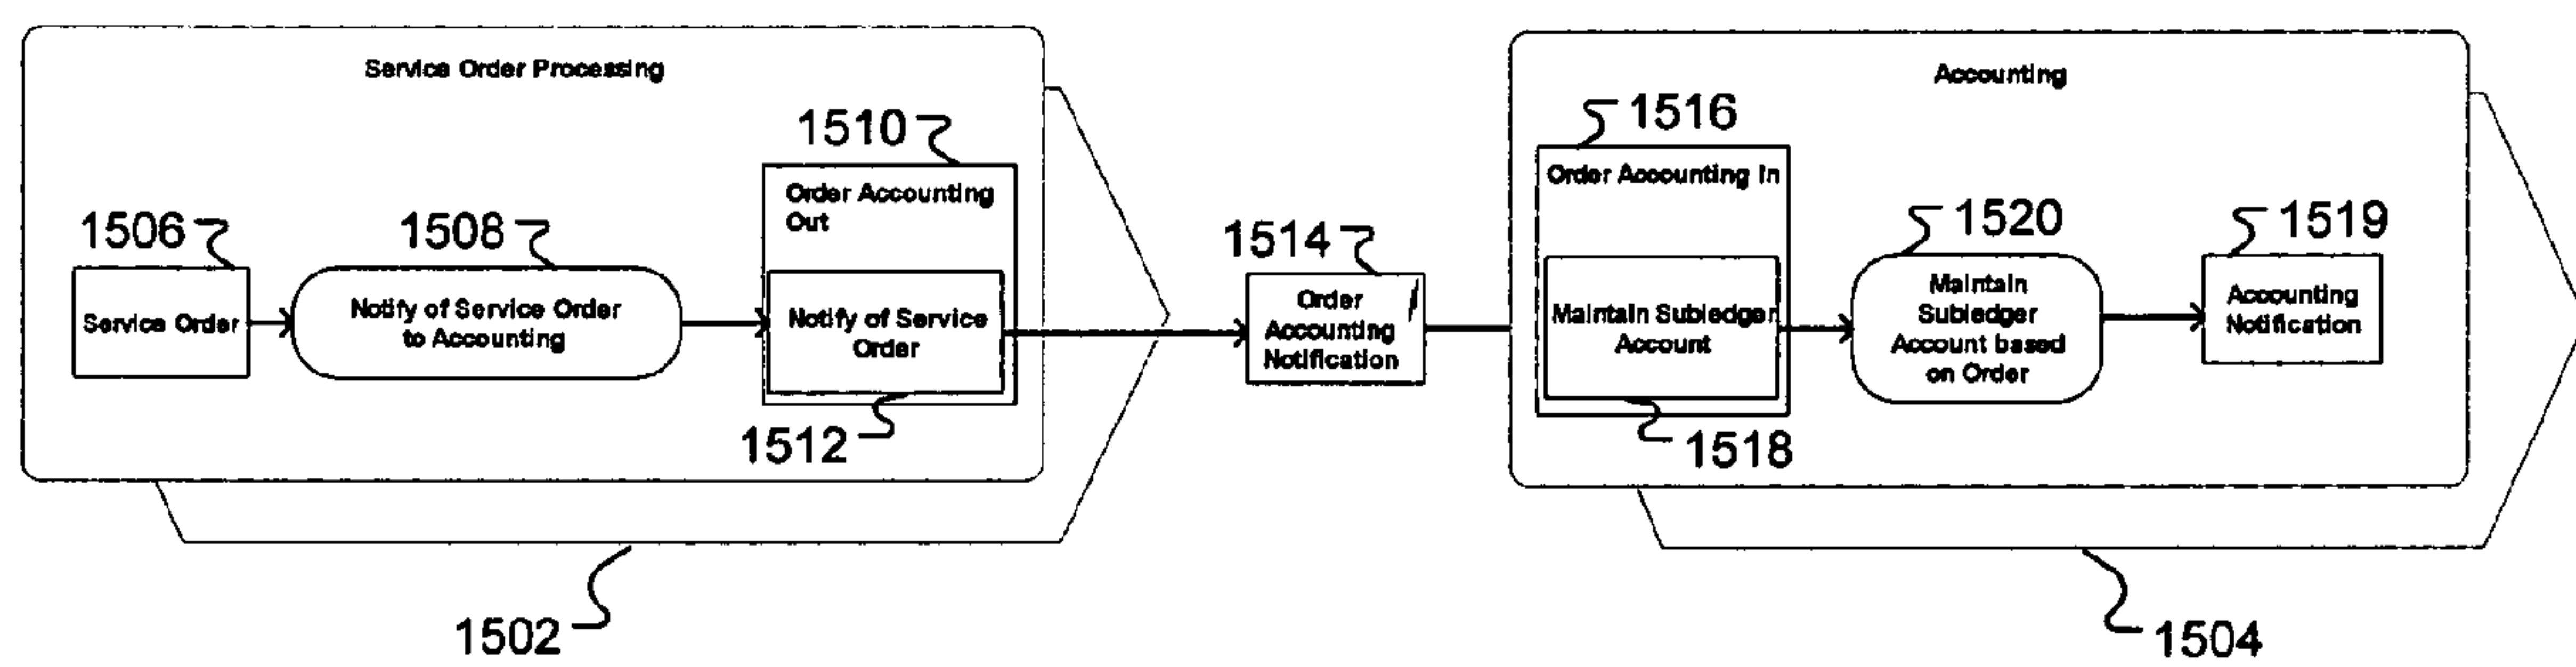 Service Order Processing
1510
Order Accounting
Out
1506
1508
Service Order
Notify of Service Order
to Accounting
Notify of Service
Order
1512
1502
1514
Order
Accounting
Notification
Accounting
1516
Order Accounting In
1520
1519
Maintain Subledger
Account
Maintain
Subledger
Account based
on Order
Accounting
Notification
1518
1504